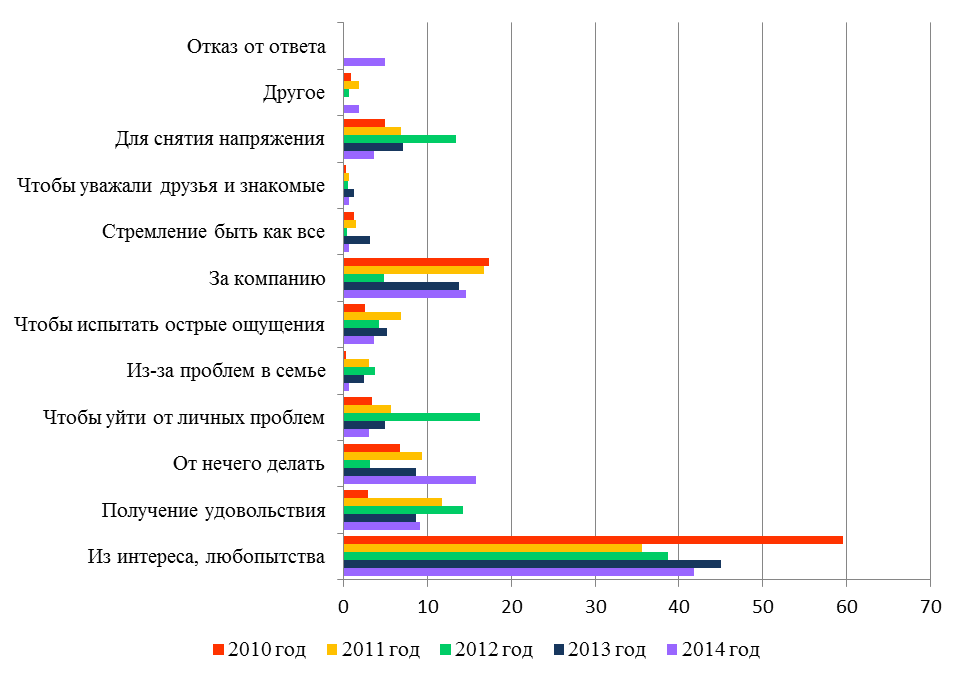 Отказ от ответа
Другое
Для снятия напряжения
Чтобы уважали друзья и знакомые
Стремление быть как все
За компанию
Чтобы испытать острые ощущения
Из-за проблем в семье
Чтобы уйти от личных проблем
От нечего делать
Получение удовольствия
Из интереса, любопытства
0 10 20 30 40 50 60 70
2010 год 2011 год 2012 год 2013 год 2014 год